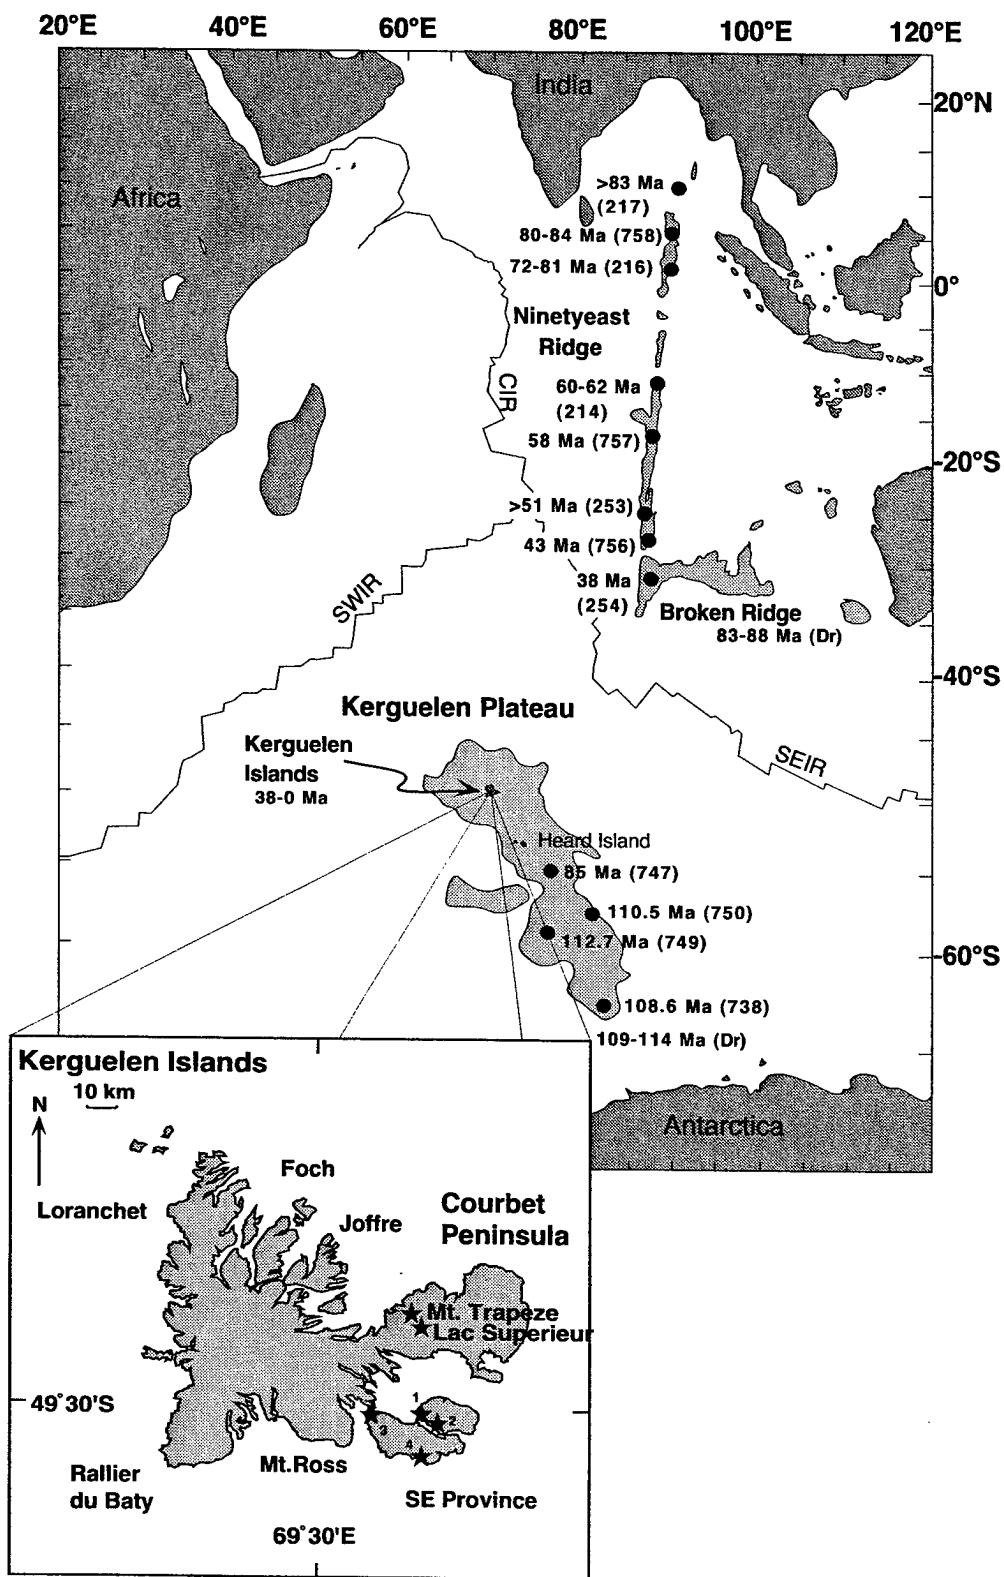 20°E 40°E 60°E 80°E 100°E 120°E
India
20°N
Africa
>83 Ma
(217)
80-84 Ma (758)
72-81 Ma (216)
0°
Ninetyeast
Ridge
CIR
60-62 Ma
(214)
58 Ma (757)
-20°S
>51 Ma (253)
43 Ma (756)
38 Ma
(254)
SWIR
Broken Ridge
83-88 Ma (Dr)
-40°S
Kerguelen Plateau
Kerguelen
Islands
38-0 Ma
SEIR
Heard Island
85 Ma (747)
110.5 Ma (750)
112.7 Ma (749)
-60°S
108.6 Ma (738)
109-114 Ma (Dr)
Antarctica
Kerguelen Islands
10 km
N
Foch
Loranchet
Joffre
Courbet
Peninsula
Mt. Trapeze
Lac Superieur
49°30'S
1
2
3
4
Mt.Ross
Rallier
du Baty
SE Province
69°30'E